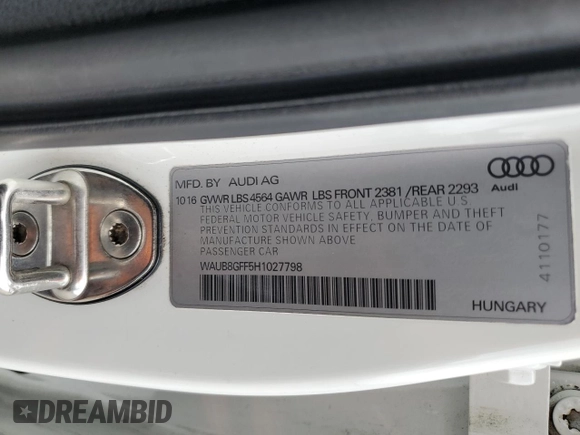 MFD. BY AUDI AG
10 16 GVWR LBS 4564 GAWR LBS FRONT 2381 /REAR 2293
THIS VEHICLE CONFORMS TO ALL APPLICABLE U.S
FEDERAL MOTOR VEHICLE SAFETY, BUMPER AND THEFT
PREVENTION STANDARDS IN EFFECT ON THE DATE OF
MANUFACTURE SHOWN ABOVE.
PASSENGER CAR
WAUB8GFF5H1027798
Audi
4110177
HUNGARY
DREAMBID